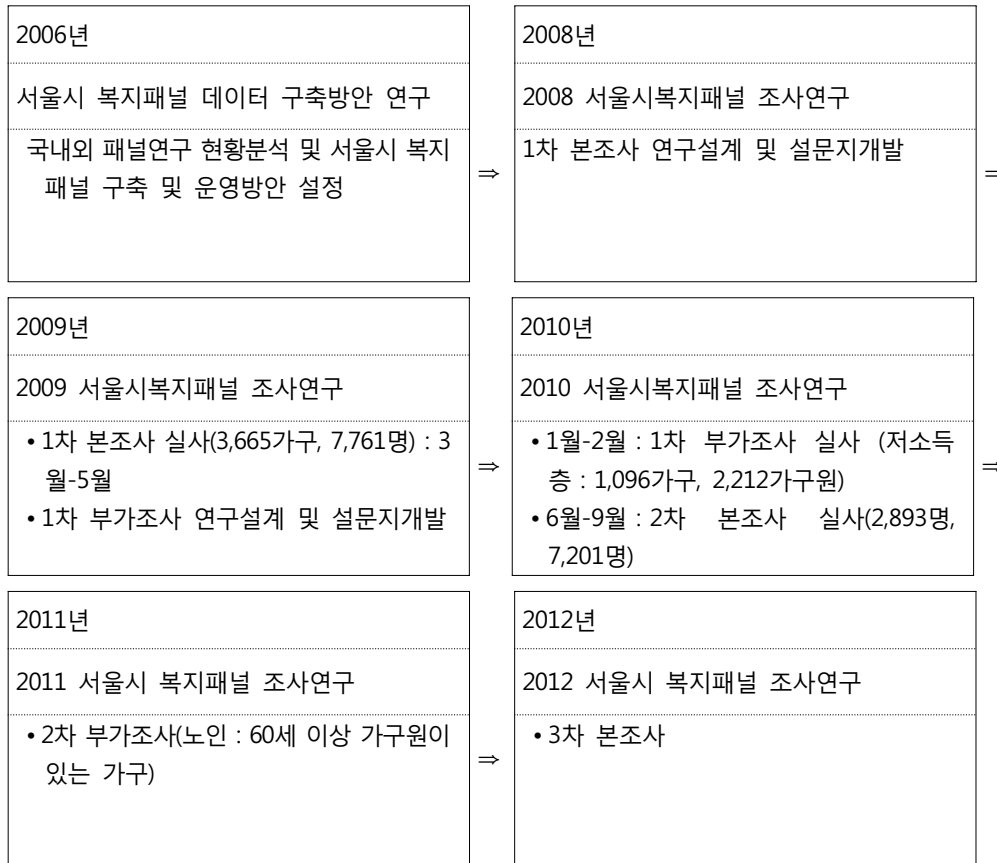 2006년
서울시 복지패널 데이터 구축방안 연구
국내외 패널연구 현황분석 및 서울시 복지
패널 구축 및 운영방안 설정
⇒
2008년
2008 서울시복지패널 조사연구
1차 본조사 연구설계 및 설문지개발
⇒
2009년
2009 서울시복지패널 조사연구
• 1차 본조사 실사(3,665가구, 7,761명) : 3
월-5월
• 1차 부가조사 연구설계 및 설문지개발
⇒
2010년
2010 서울시복지패널 조사연구
• 1월-2월 : 1차 부가조사 실사 (저소득
층 : 1,096가구, 2,212가구원)
• 6월-9월 : 2차 본조사 실사(2,893명,
7,201명)
⇒
2011년
2011 서울시 복지패널 조사연구
• 2차 부가조사(노인 : 60세 이상 가구원이
있는 가구)
⇒
2012년
2012 서울시 복지패널 조사연구
• 3차 본조사